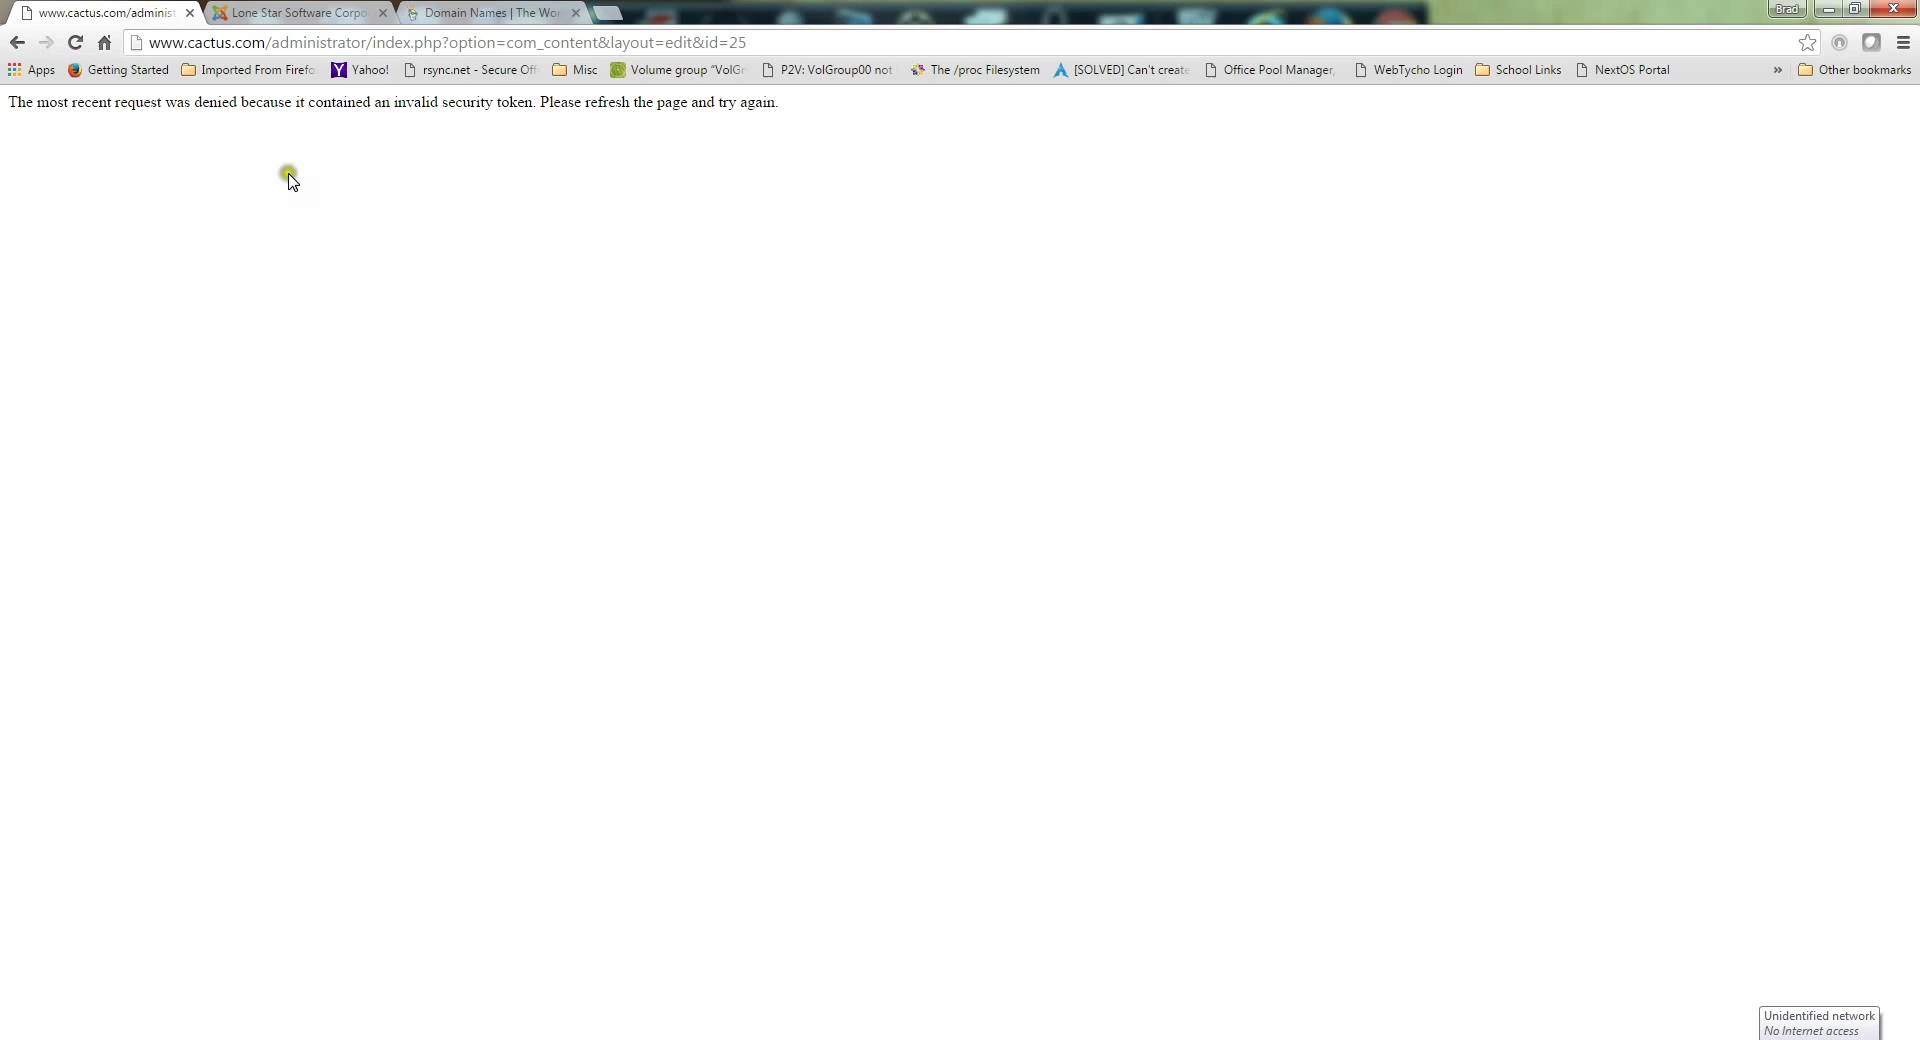 www.cactus.com/administ
Lone Star Software Corpo
Domain Names | The Wor
Brad
www.cactus.com/administrator/index.php?option=com_content&layout=edit&id=25
Apps
Getting Started
Imported From Firefo
Yahoo!
rsync.net - Secure Off
Misc
Volume group "VolGr
P2V: VolGroup00 not
The /proc Filesystem
[SOLVED] Can't create
Office Pool Manager,
WebTycho Login
School Links
NextOS Portal
»
Other bookmarks
The most recent request was denied because it contained an invalid security token. Please refresh the page and try again.
Unidentified network
No Internet access